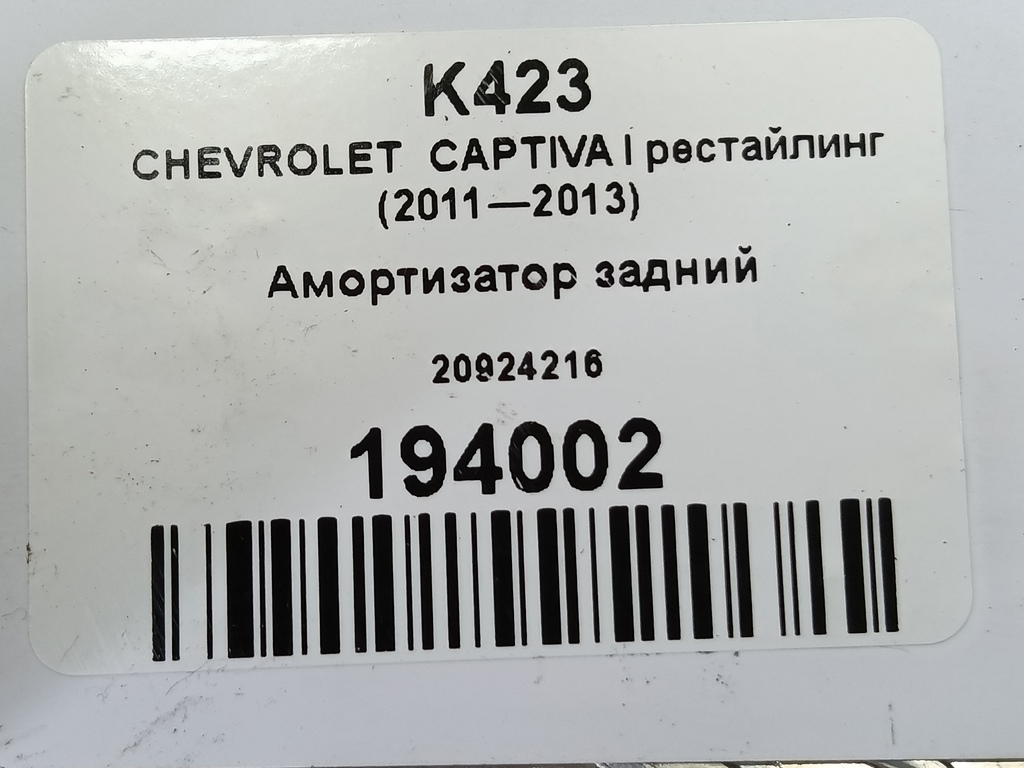 K423
CHEVROLET CAPTIVA I рестайлинг
(2011—2013)
Амортизатор задний
20924216
194002